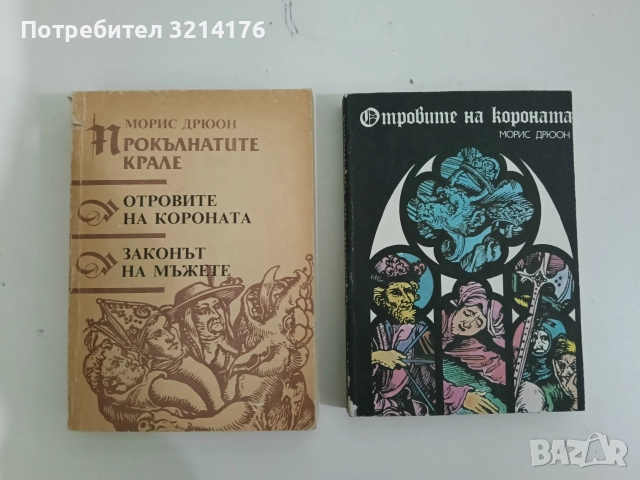 Потребител 3214176
МОРИС ДРЮОН
ПРОКЪЛНАТИТЕ
КРАЛЕ
ОТРОВИТЕ
НА КОРОНАТА
ЗАКОНЪТ
НА МЪЖЕТЕ
Отровите на короната
МОРИС ДРЮОН
BAZAR